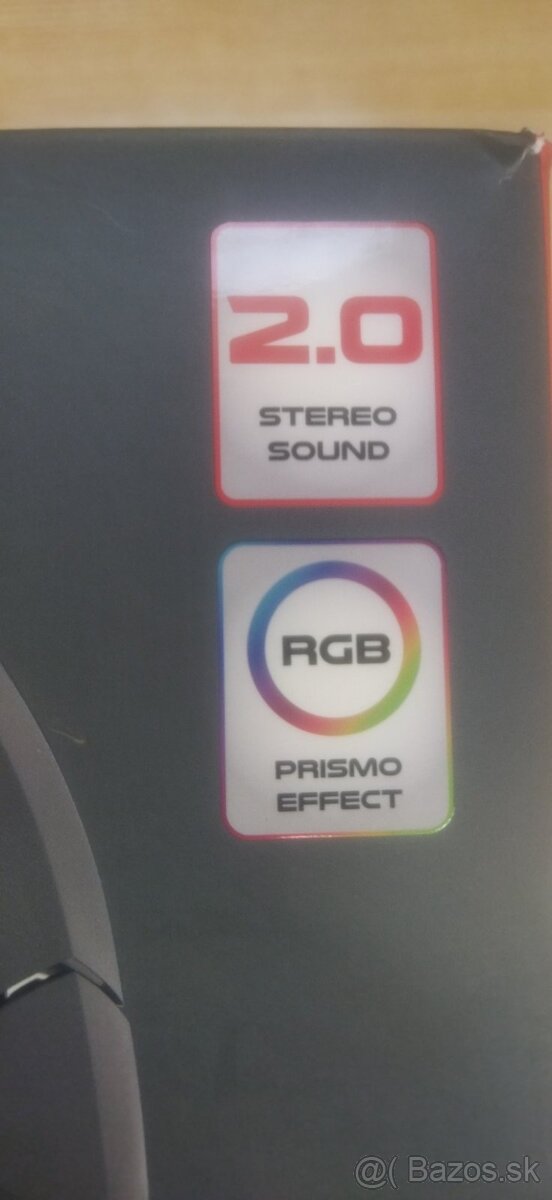 2.0
STEREO
SOUND
RGB
PRISMO
EFFECT
@( Bazos.sk